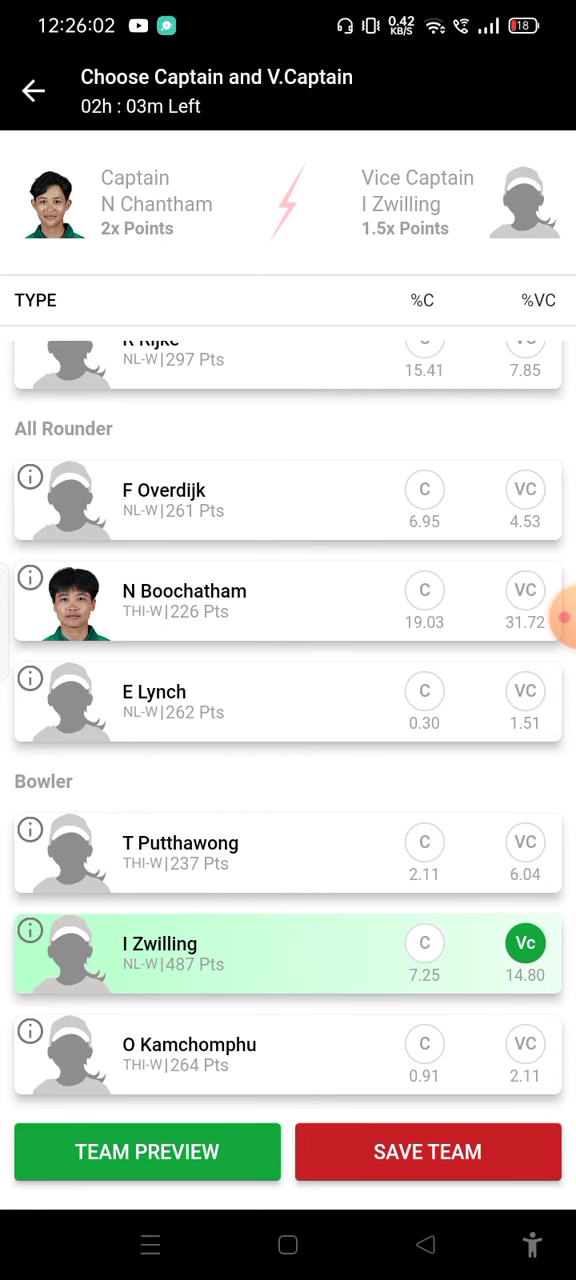 12:26:02 0.42 KB/S 18
Choose Captain and V.Captain
02h : 03m Left
Captain
N Chantham
2x Points
Vice Captain
I Zwilling
1.5x Points
TYPE %C %VC
R Rijke C VC
NL-W|297 Pts 15.41 7.85
All Rounder
F Overdijk C VC
NL-W|261 Pts 6.95 4.53
N Boochatham C VC
THI-W|226 Pts 19.03 31.72
E Lynch C VC
NL-W|262 Pts 0.30 1.51
Bowler
T Putthawong C VC
THI-W|237 Pts 2.11 6.04
I Zwilling C Vc
NL-W|487 Pts 7.25 14.80
O Kamchomphu C VC
THI-W|264 Pts 0.91 2.11
TEAM PREVIEW SAVE TEAM